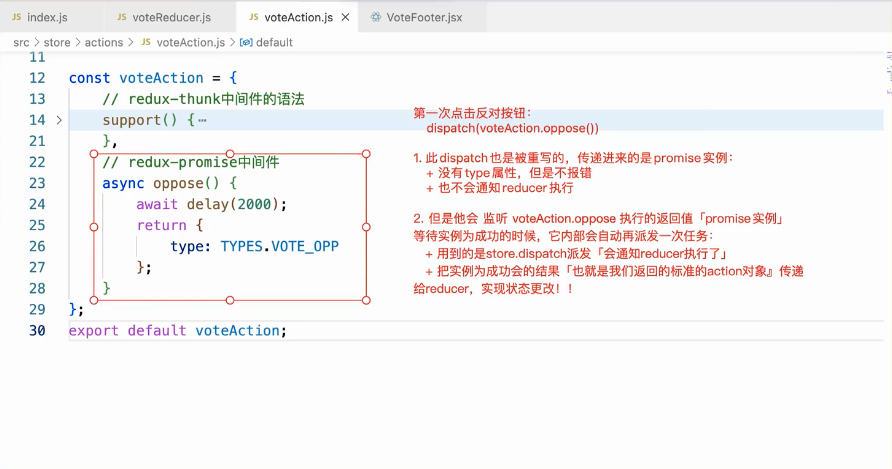 JS index.js
JS voteReducer.js
JS voteAction.js ×
VoteFooter.jsx
src > store > actions > JS voteAction.js > default
11
12 const voteAction = {
13 // redux-thunk中间件的语法
14 > support() {⋯
21 },
22 // redux-promise中间件
23 async oppose() {
24 await delay(2000);
25 return {
26 type: TYPES.VOTE_OPP
27 };
28 }
29 };
30 export default voteAction;
第一次点击反对按钮：
dispatch(voteAction.oppose())
1. 此dispatch也是被重写的，传递进来的是promise实例：
+ 没有type属性，但是不报错
+ 也不会通知reducer执行
2. 但是他会 监听 voteAction.oppose 执行的返回值「promise实例」
等待实例为成功的时候，它内部会自动再派发一次任务：
+ 用到的是store.dispatch派发「会通知reducer执行了」
+ 把实例为成功会的结果「也就是我们返回的标准的action对象』传递
给reducer，实现状态更改！！